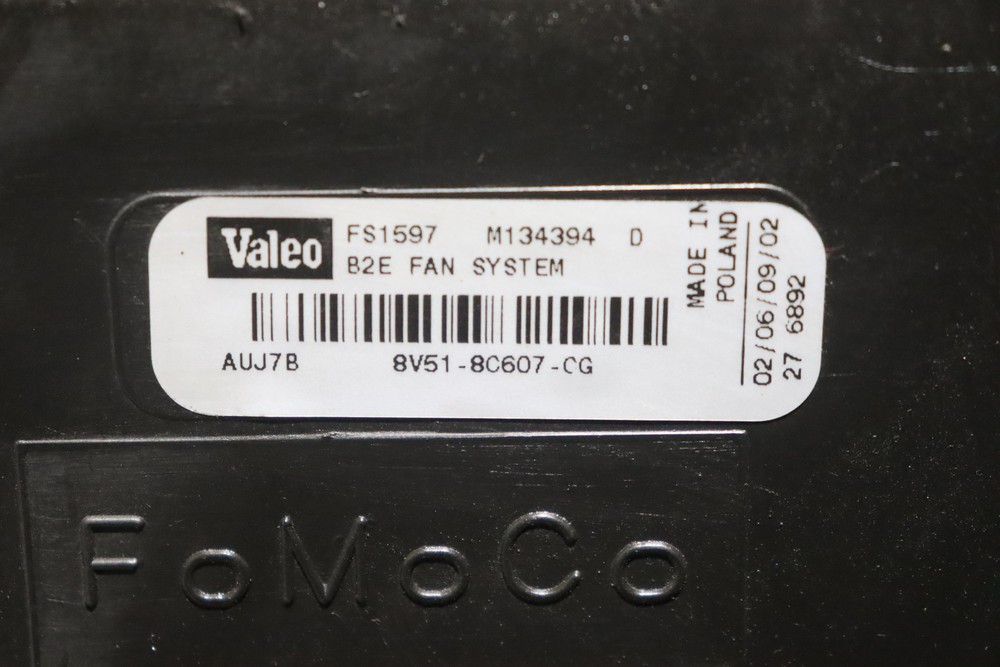 Valeo FS1597 M134394 D
B2E FAN SYSTEM
AUJ7B 8V51-8C607-CG
MADE IN
POLAND
02/06/09/02
27 6892
FoMoCo